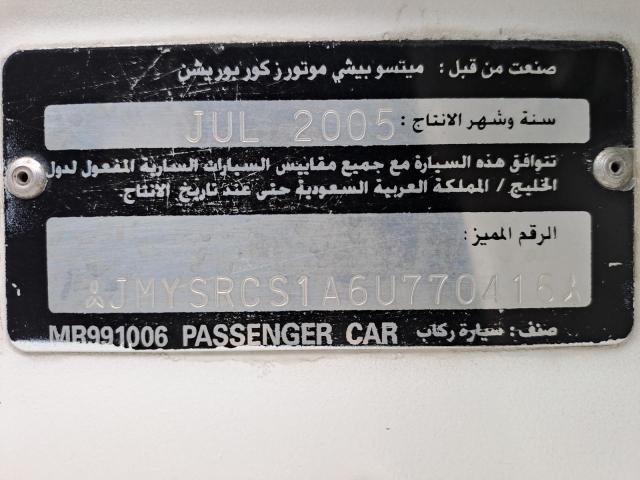 صنعت من قبل : ميتسوبيشي موتورز كوربوريشن
سنة وشهر الانتاج : JUL 2005
تتوافق هذه السيارة مع جميع مقاييس السيارات السارية المفعول لدول
الخليج / المملكة العربية السعودية حتى عند تاريخ الانتاج.
الرقم المميز :
JMYSRCS1A6U770416
صنف : سيارة ركاب MR991006 PASSENGER CAR